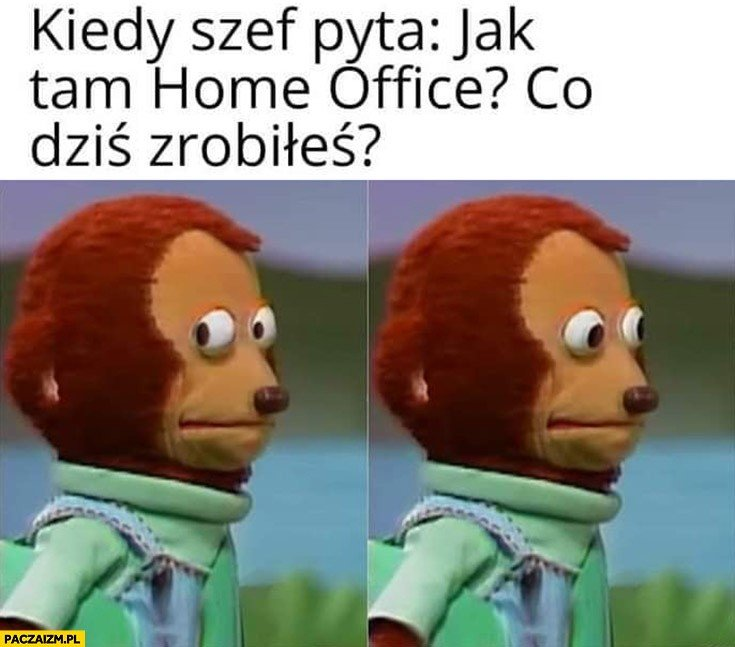 Kiedy szef pyta: Jak
tam Home Office? Co
dziś zrobiłeś?
PACZAIZM.PL